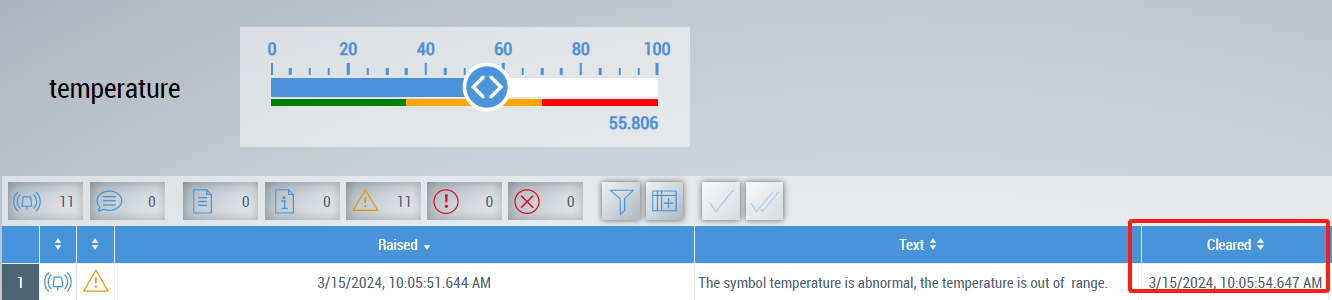 0 20 40 60 80 100
temperature
55.806
11 0 0 0 11 0 0
Raised Text Cleared
1 3/15/2024, 10:05:51.644 AM The symbol temperature is abnormal, the temperature is out of  range. 3/15/2024, 10:05:54.647 AM